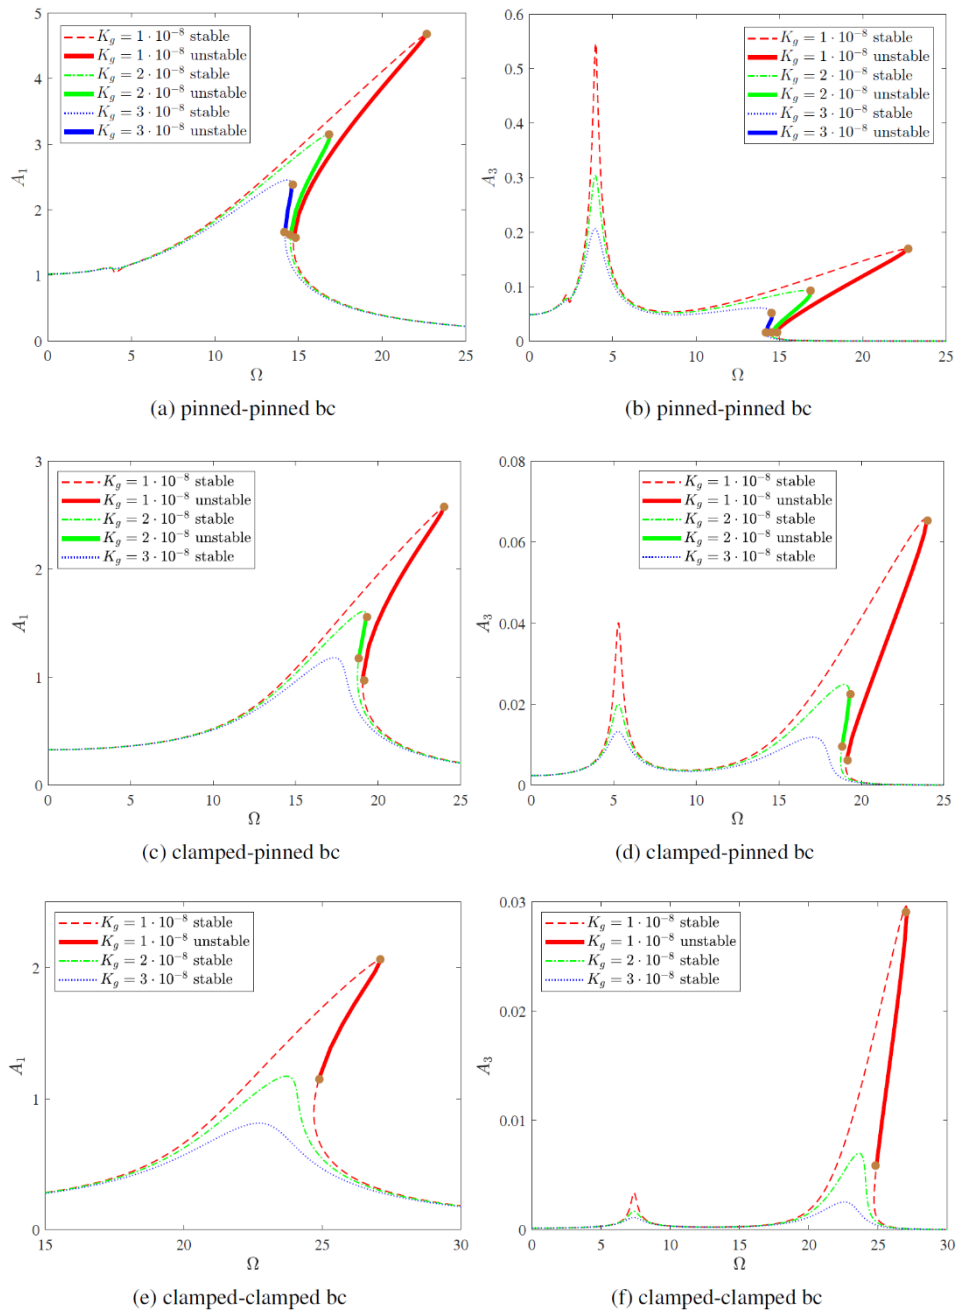 5
4
3
2
1
0
0 5 10 15 20 25
A₁
Ω
K_g = 1 · 10⁻⁸ stable
K_g = 1 · 10⁻⁸ unstable
K_g = 2 · 10⁻⁸ stable
K_g = 2 · 10⁻⁸ unstable
K_g = 3 · 10⁻⁸ stable
K_g = 3 · 10⁻⁸ unstable
(a) pinned-pinned bc
0.6
0.5
0.4
0.3
0.2
0.1
0
0 5 10 15 20 25
A₃
Ω
K_g = 1 · 10⁻⁸ stable
K_g = 1 · 10⁻⁸ unstable
K_g = 2 · 10⁻⁸ stable
K_g = 2 · 10⁻⁸ unstable
K_g = 3 · 10⁻⁸ stable
K_g = 3 · 10⁻⁸ unstable
(b) pinned-pinned bc
3
2
1
0
0 5 10 15 20 25
A₁
Ω
K_g = 1 · 10⁻⁸ stable
K_g = 1 · 10⁻⁸ unstable
K_g = 2 · 10⁻⁸ stable
K_g = 2 · 10⁻⁸ unstable
K_g = 3 · 10⁻⁸ stable
(c) clamped-pinned bc
0.08
0.06
0.04
0.02
0
0 5 10 15 20 25
A₃
Ω
K_g = 1 · 10⁻⁸ stable
K_g = 1 · 10⁻⁸ unstable
K_g = 2 · 10⁻⁸ stable
K_g = 2 · 10⁻⁸ unstable
K_g = 3 · 10⁻⁸ stable
(d) clamped-pinned bc
2
1
0
15 20 25 30
A₁
Ω
K_g = 1 · 10⁻⁸ stable
K_g = 1 · 10⁻⁸ unstable
K_g = 2 · 10⁻⁸ stable
K_g = 3 · 10⁻⁸ stable
(e) clamped-clamped bc
0.03
0.02
0.01
0
0 5 10 15 20 25 30
A₃
Ω
K_g = 1 · 10⁻⁸ stable
K_g = 1 · 10⁻⁸ unstable
K_g = 2 · 10⁻⁸ stable
K_g = 3 · 10⁻⁸ stable
(f) clamped-clamped bc